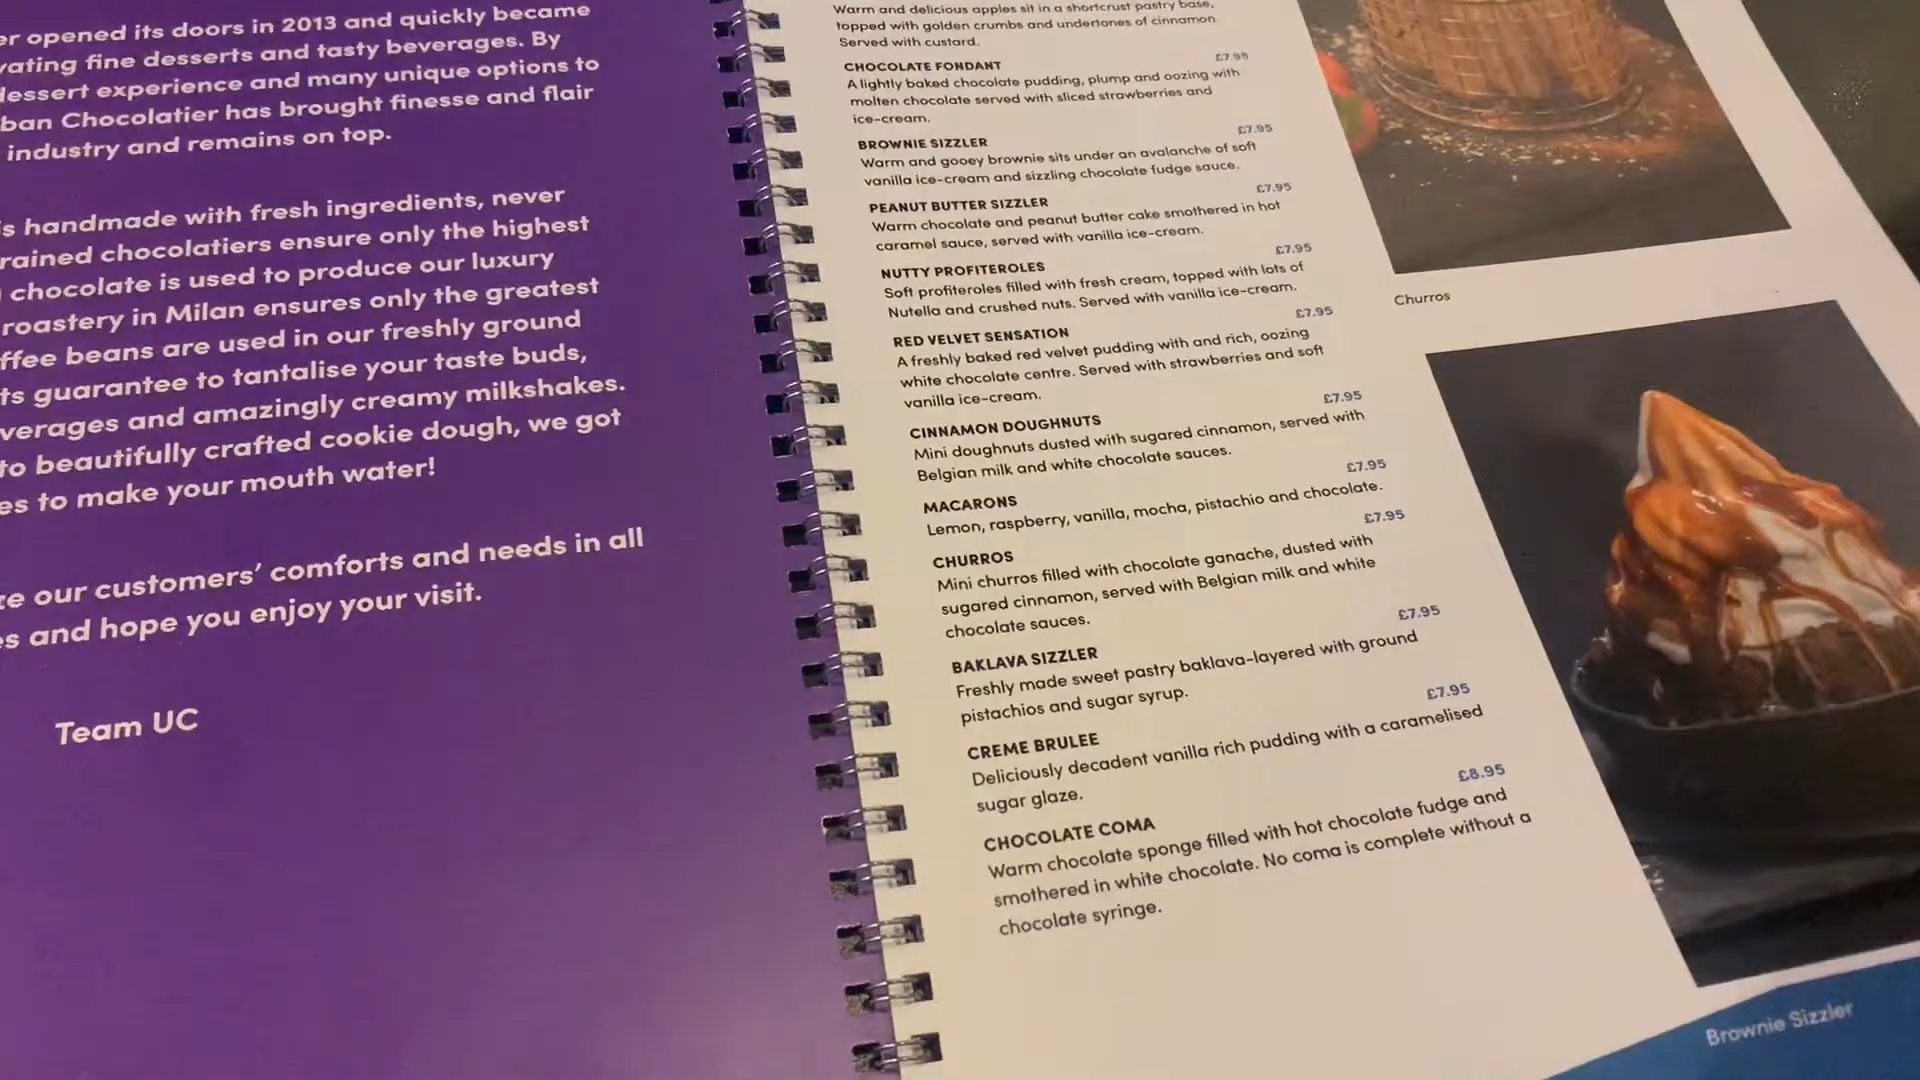 er opened its doors in 2013 and quickly became
vating fine desserts and tasty beverages. By
dessert experience and many unique options to
ban Chocolatier has brought finesse and flair
industry and remains on top.
is handmade with fresh ingredients, never
rained chocolatiers ensure only the highest
chocolate is used to produce our luxury
roastery in Milan ensures only the greatest
ffee beans are used in our freshly ground
ts guarantee to tantalise your taste buds,
verages and amazingly creamy milkshakes.
to beautifully crafted cookie dough, we got
es to make your mouth water!
ze our customers' comforts and needs in all
es and hope you enjoy your visit.
Team UC
Warm and delicious apples sit in a shortcrust pastry base,
topped with golden crumbs and undertones of cinnamon.
Served with custard.
CHOCOLATE FONDANT £7.95
A lightly baked chocolate pudding, plump and oozing with
molten chocolate served with sliced strawberries and
ice-cream.
BROWNIE SIZZLER £7.95
Warm and gooey brownie sits under an avalanche of soft
vanilla ice-cream and sizzling chocolate fudge sauce.
PEANUT BUTTER SIZZLER £7.95
Warm chocolate and peanut butter cake smothered in hot
caramel sauce, served with vanilla ice-cream.
NUTTY PROFITEROLES £7.95
Soft profiteroles filled with fresh cream, topped with lots of
Nutella and crushed nuts. Served with vanilla ice-cream.
RED VELVET SENSATION £7.95
A freshly baked red velvet pudding with and rich, oozing
white chocolate centre. Served with strawberries and soft
vanilla ice-cream.
CINNAMON DOUGHNUTS £7.95
Mini doughnuts dusted with sugared cinnamon, served with
Belgian milk and white chocolate sauces.
MACARONS £7.95
Lemon, raspberry, vanilla, mocha, pistachio and chocolate.
CHURROS £7.95
Mini churros filled with chocolate ganache, dusted with
sugared cinnamon, served with Belgian milk and white
chocolate sauces.
BAKLAVA SIZZLER £7.95
Freshly made sweet pastry baklava-layered with ground
pistachios and sugar syrup.
CREME BRULEE £7.95
Deliciously decadent vanilla rich pudding with a caramelised
sugar glaze.
CHOCOLATE COMA £8.95
Warm chocolate sponge filled with hot chocolate fudge and
smothered in white chocolate. No coma is complete without a
chocolate syringe.
Churros
Brownie Sizzler